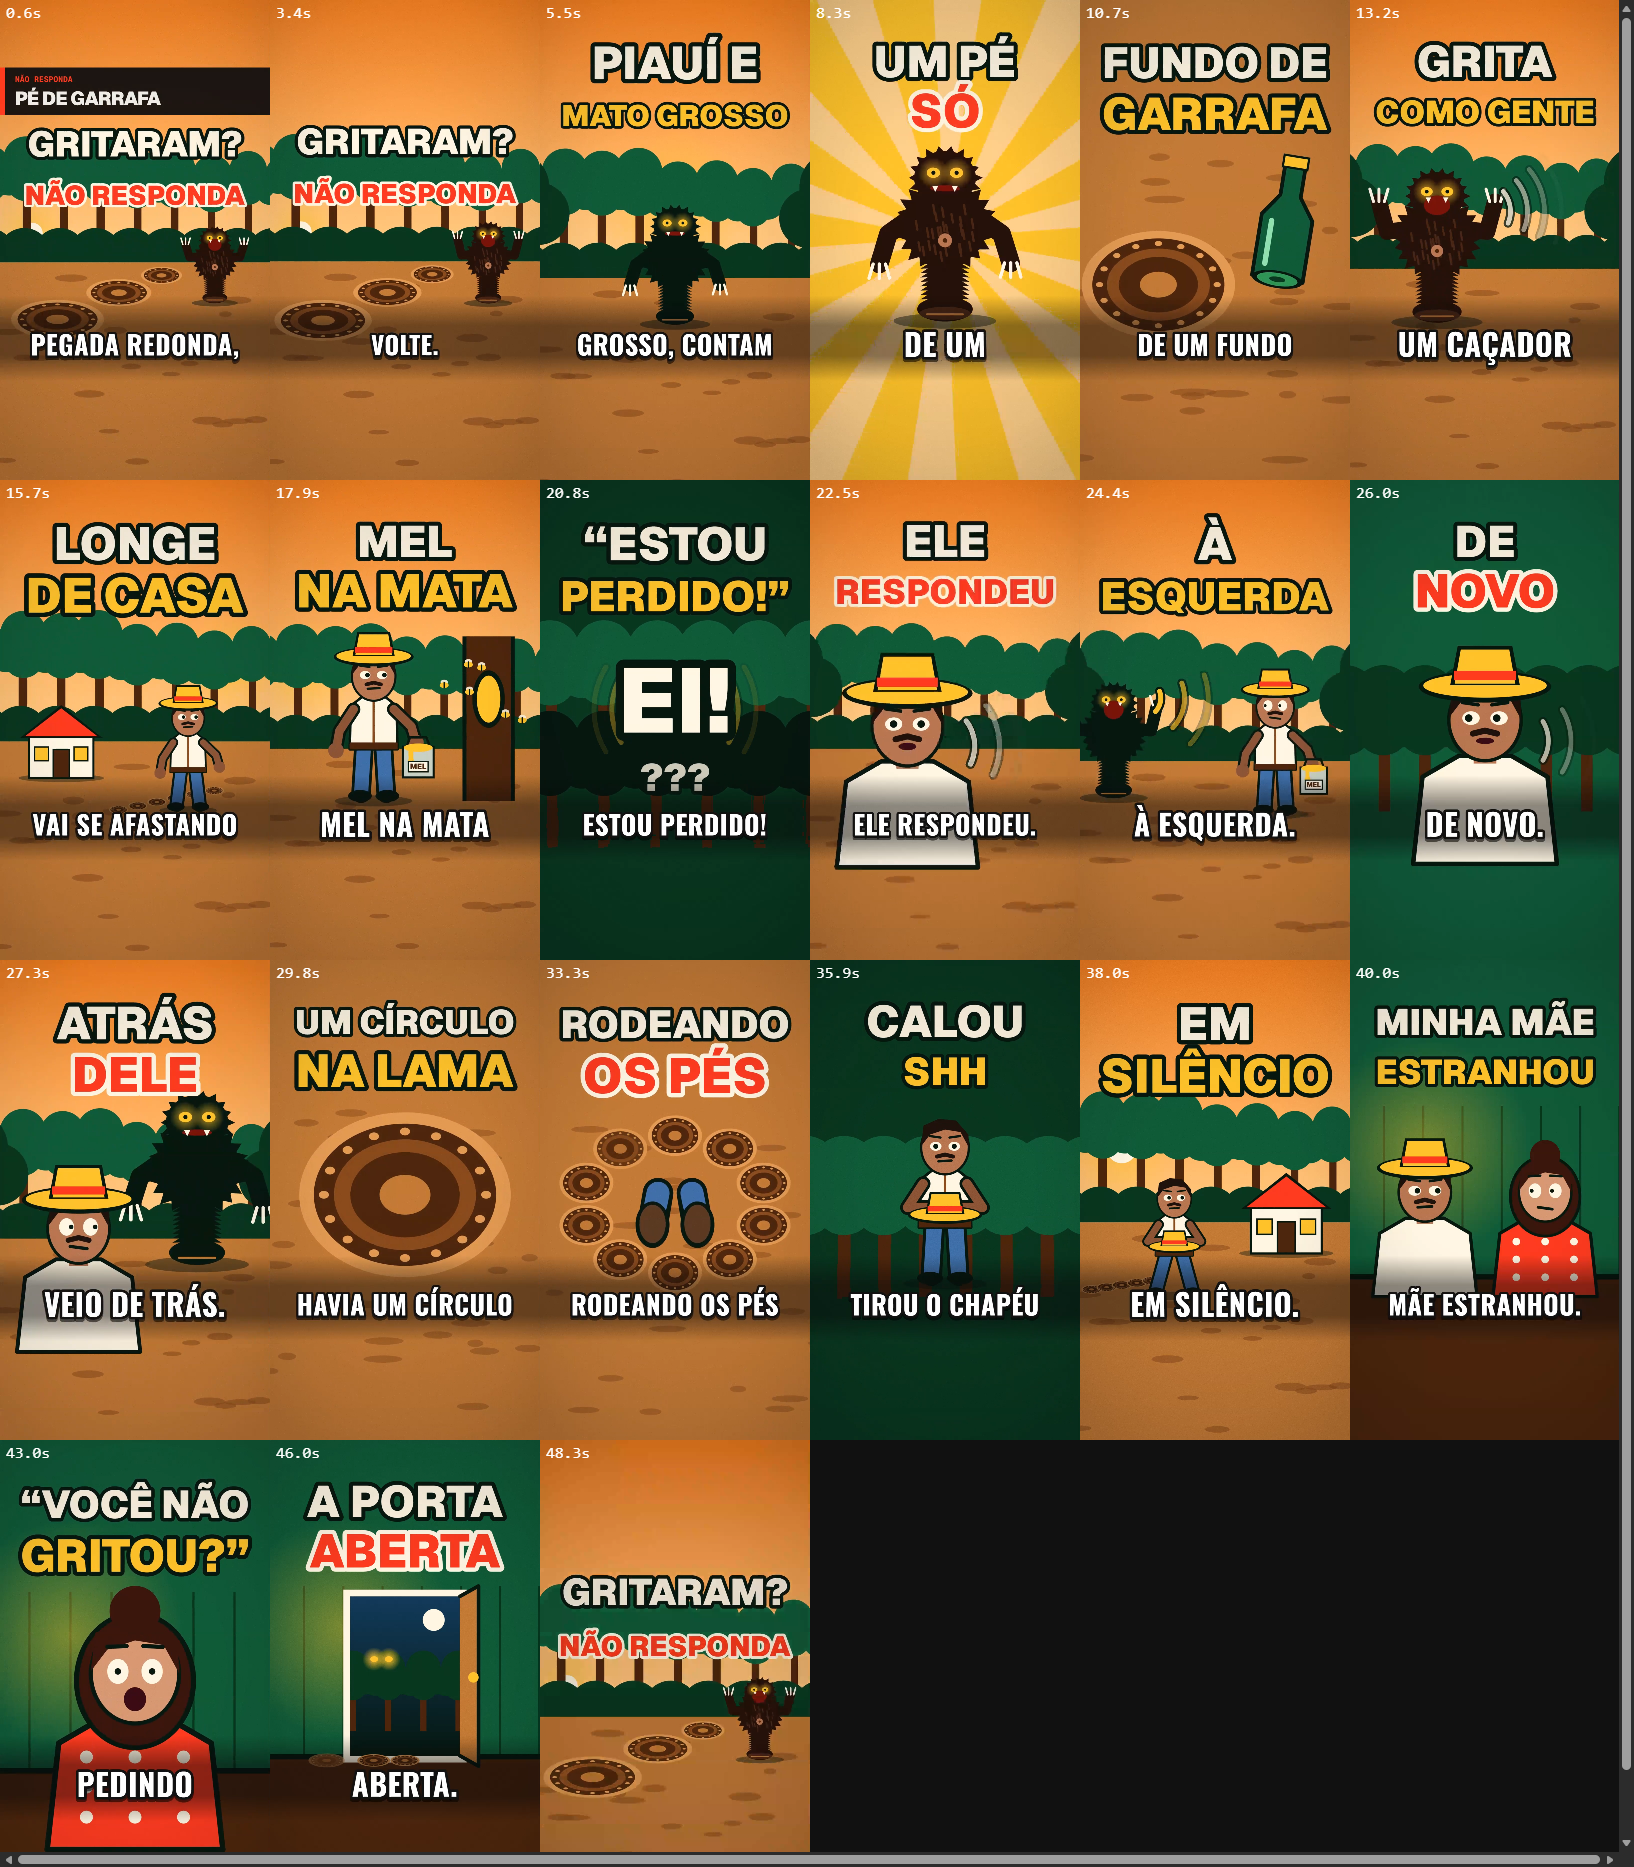 0.6s
NÃO RESPONDA
PÉ DE GARRAFA
GRITARAM?
NÃO RESPONDA
PEGADA REDONDA,
3.4s
GRITARAM?
NÃO RESPONDA
VOLTE.
5.5s
PIAUÍ E
MATO GROSSO
GROSSO, CONTAM
8.3s
UM PÉ
SÓ
DE UM
10.7s
FUNDO DE
GARRAFA
DE UM FUNDO
13.2s
GRITA
COMO GENTE
UM CAÇADOR
15.7s
LONGE
DE CASA
VAI SE AFASTANDO
17.9s
MEL
NA MATA
MEL
MEL NA MATA
20.8s
“ESTOU
PERDIDO!”
EI!
???
ESTOU PERDIDO!
22.5s
ELE
RESPONDEU
ELE RESPONDEU.
24.4s
À
ESQUERDA
MEL
À ESQUERDA.
26.0s
DE
NOVO
DE NOVO.
27.3s
ATRÁS
DELE
VEIO DE TRÁS.
29.8s
UM CÍRCULO
NA LAMA
HAVIA UM CÍRCULO
33.3s
RODEANDO
OS PÉS
RODEANDO OS PÉS
35.9s
CALOU
SHH
TIROU O CHAPÉU
38.0s
EM
SILÊNCIO
EM SILÊNCIO.
40.0s
MINHA MÃE
ESTRANHOU
MÃE ESTRANHOU.
43.0s
“VOCÊ NÃO
GRITOU?”
PEDINDO
46.0s
A PORTA
ABERTA
ABERTA.
48.3s
GRITARAM?
NÃO RESPONDA